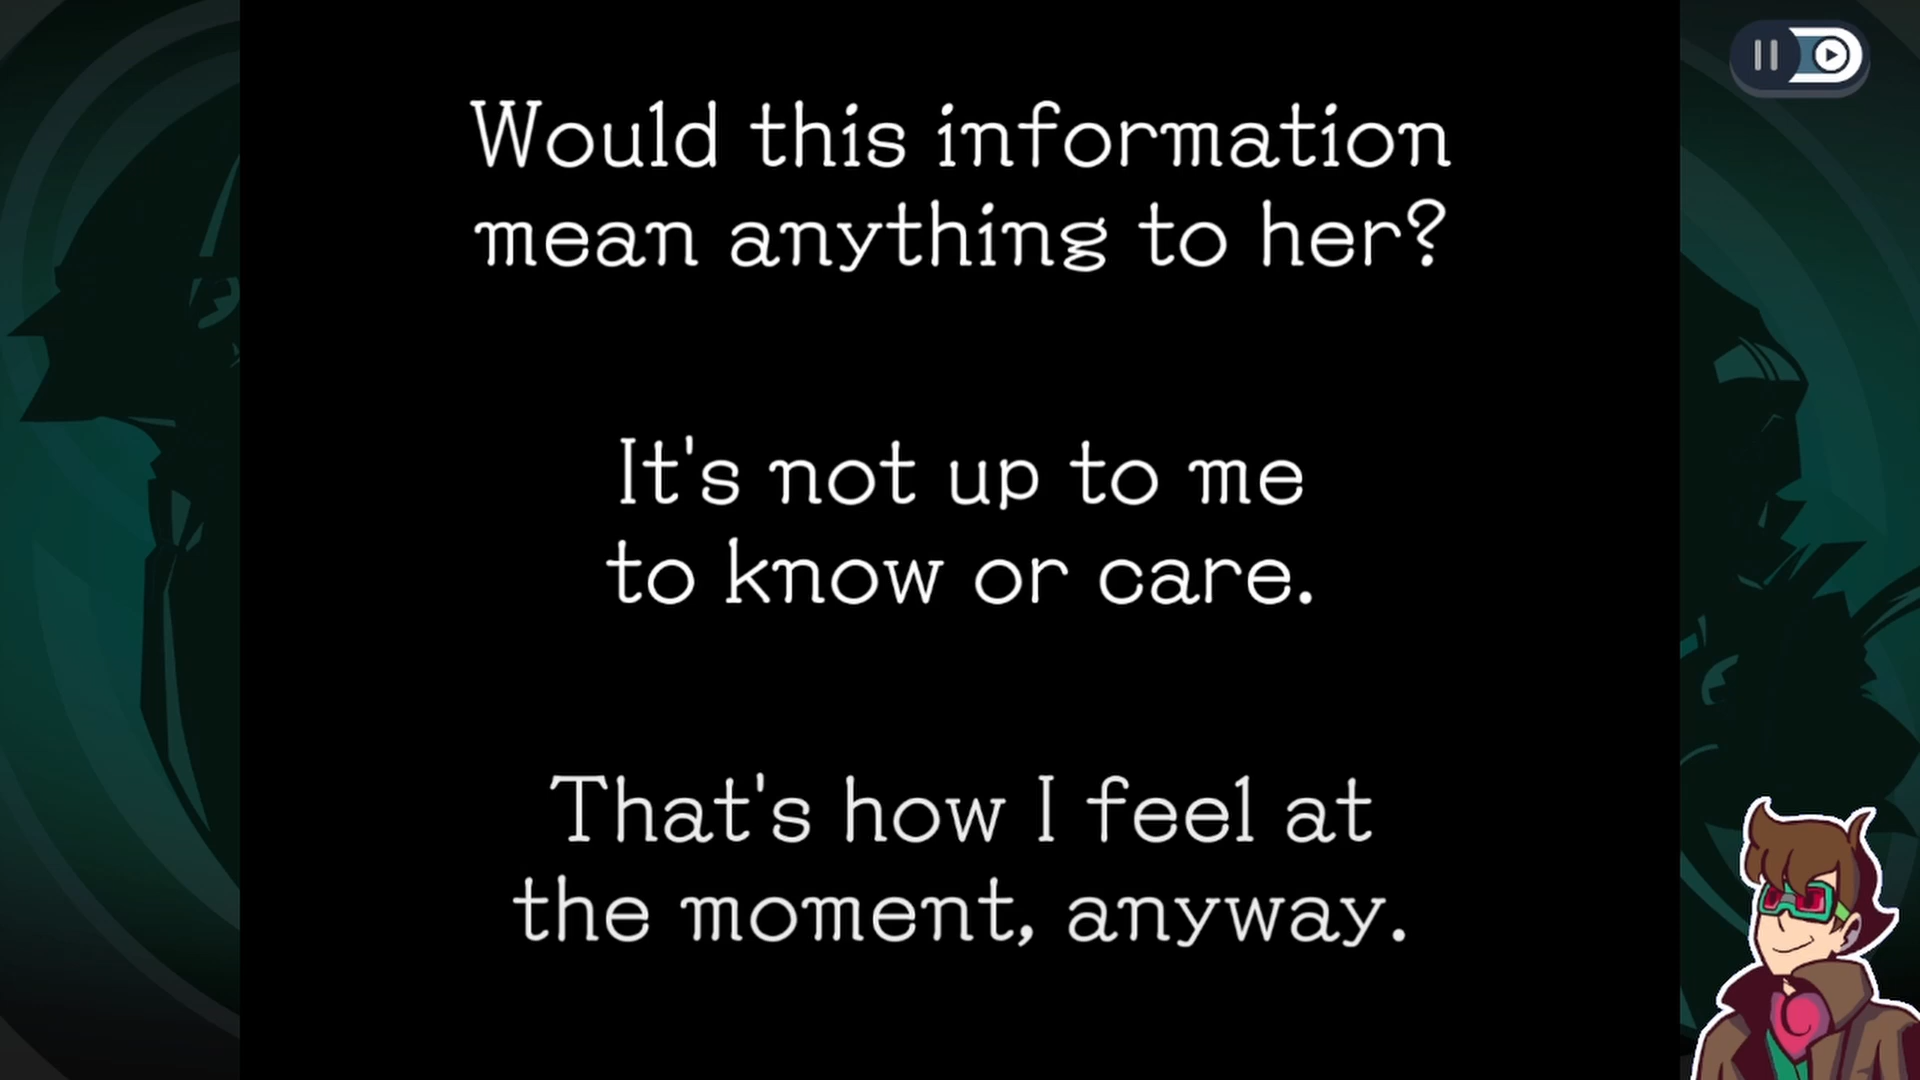 Would this information
mean anything to her?
It's not up to me
to know or care.
That's how I feel at
the moment, anyway.